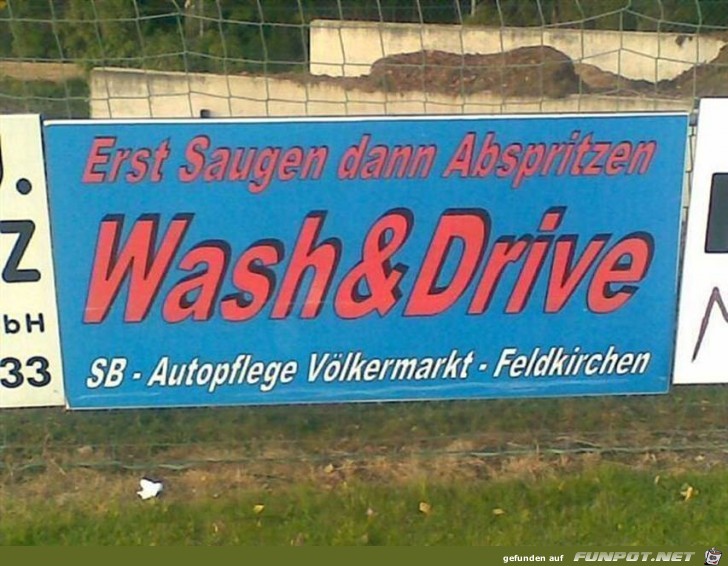 Erst Saugen dann Abspritzen
Wash&Drive
SB - Autopflege Völkermarkt - Feldkirchen
Z
bH
33
gefunden auf FUNPOT.NET